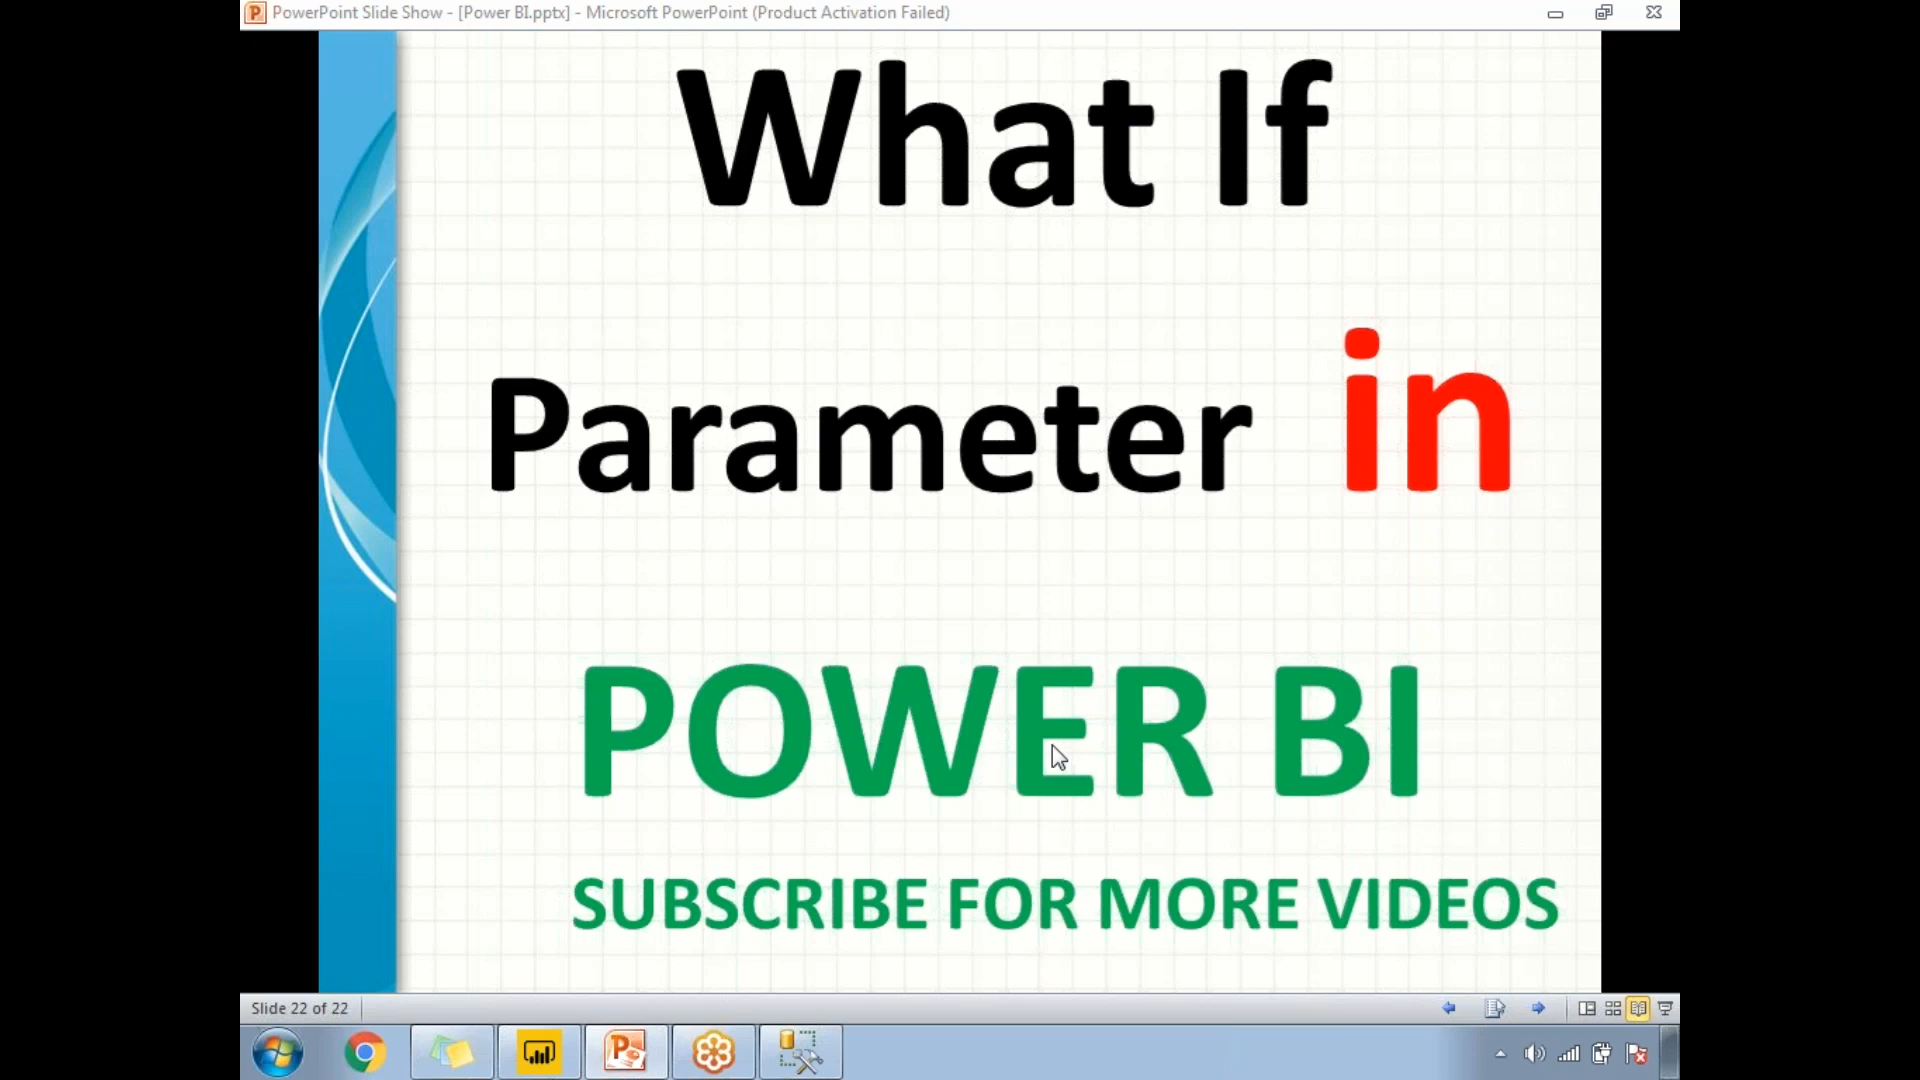 PowerPoint Slide Show - [Power BI.pptx] - Microsoft PowerPoint (Product Activation Failed)
What If
Parameter in
POWER BI
SUBSCRIBE FOR MORE VIDEOS
Slide 22 of 22